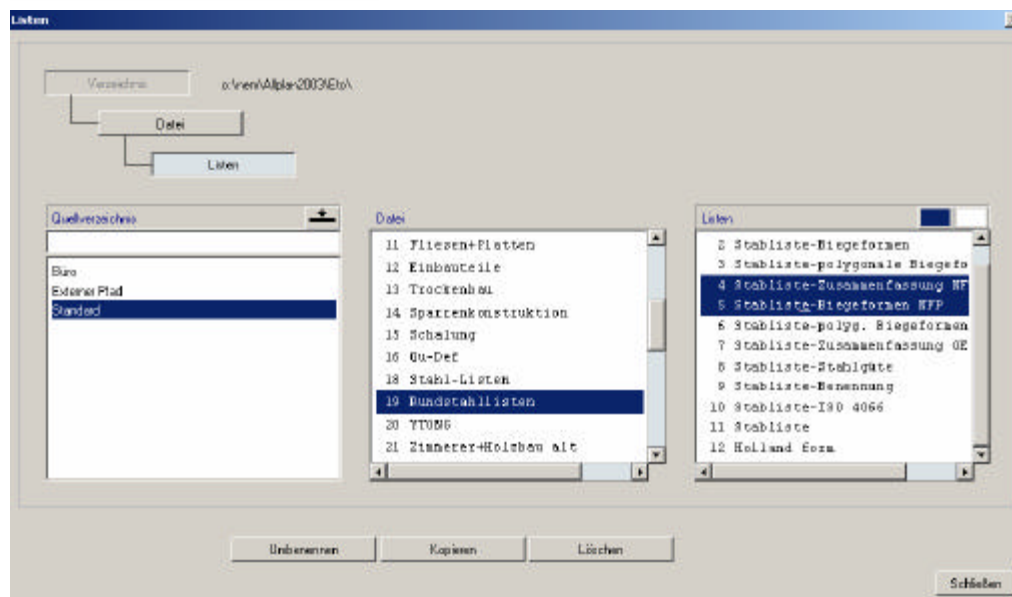 Listen
Verzeichnis
Datei
Listen
Quellverzeichnis
Büro
Externer Pfad
Standard
Datei
11 Fliesen+Platten
12 Einbauteile
13 Trockenbau
14 Sparrenkonstruktion
15 Schalung
16 Qu-Def
18 Stahl-Listen
19 Rundstahllisten
20 YTONG
21 Zimmerer+Holzbau alt
Listen
2 Stabliste-Biegeformen
3 Stabliste-polygonale Biegefo
4 Stabliste-Zusammenfassung NF
5 Stabliste-Biegeformen NFP
6 Stabliste-polyg. Biegeformen
7 Stabliste-Zusammenfassung OE
8 Stabliste-Stahlgüte
9 Stabliste-Benennung
10 Stabliste-ISO 4066
11 Stabliste
12 Holland form.
Umbenennen
Kopieren
Löschen
Schließen